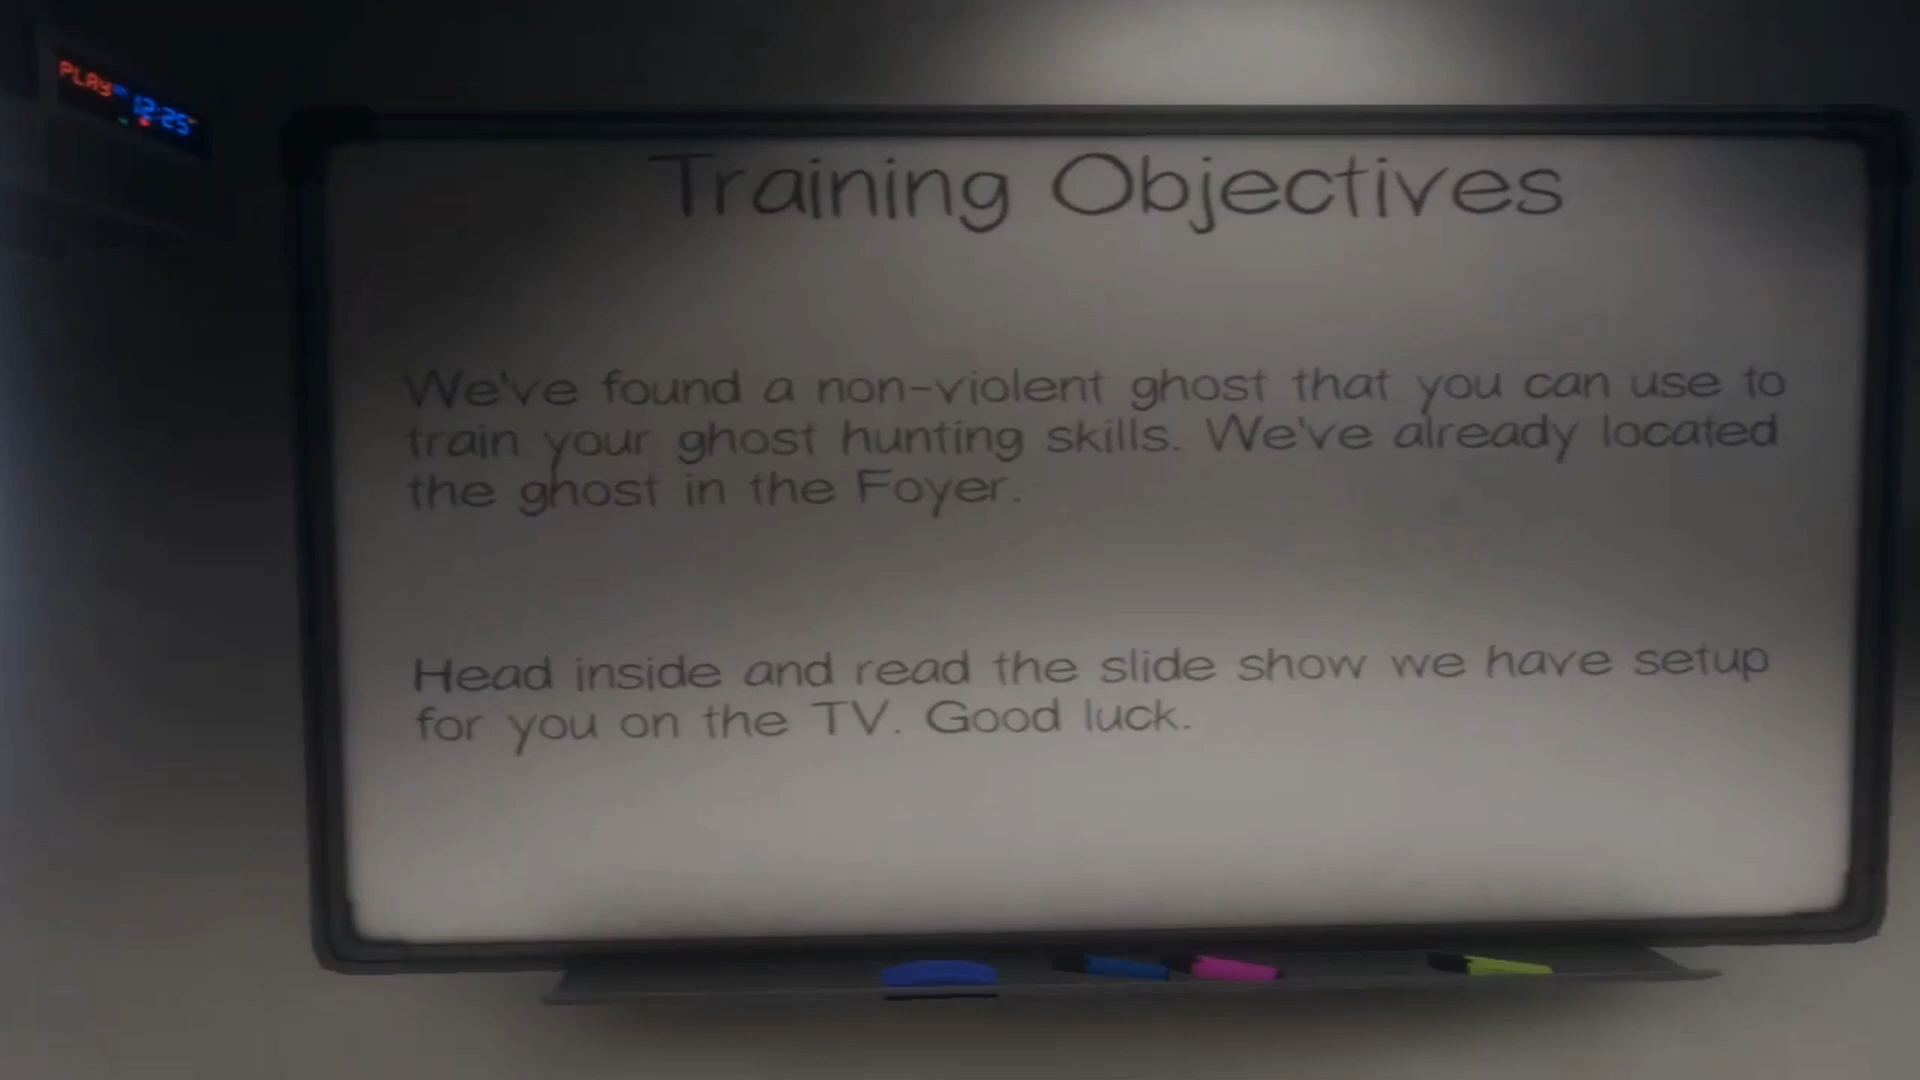 PLAY
12:25
Training Objectives
We've found a non-violent ghost that you can use to
train your ghost hunting skills. We've already located
the ghost in the Foyer.
Head inside and read the slide show we have setup
for you on the TV. Good luck.